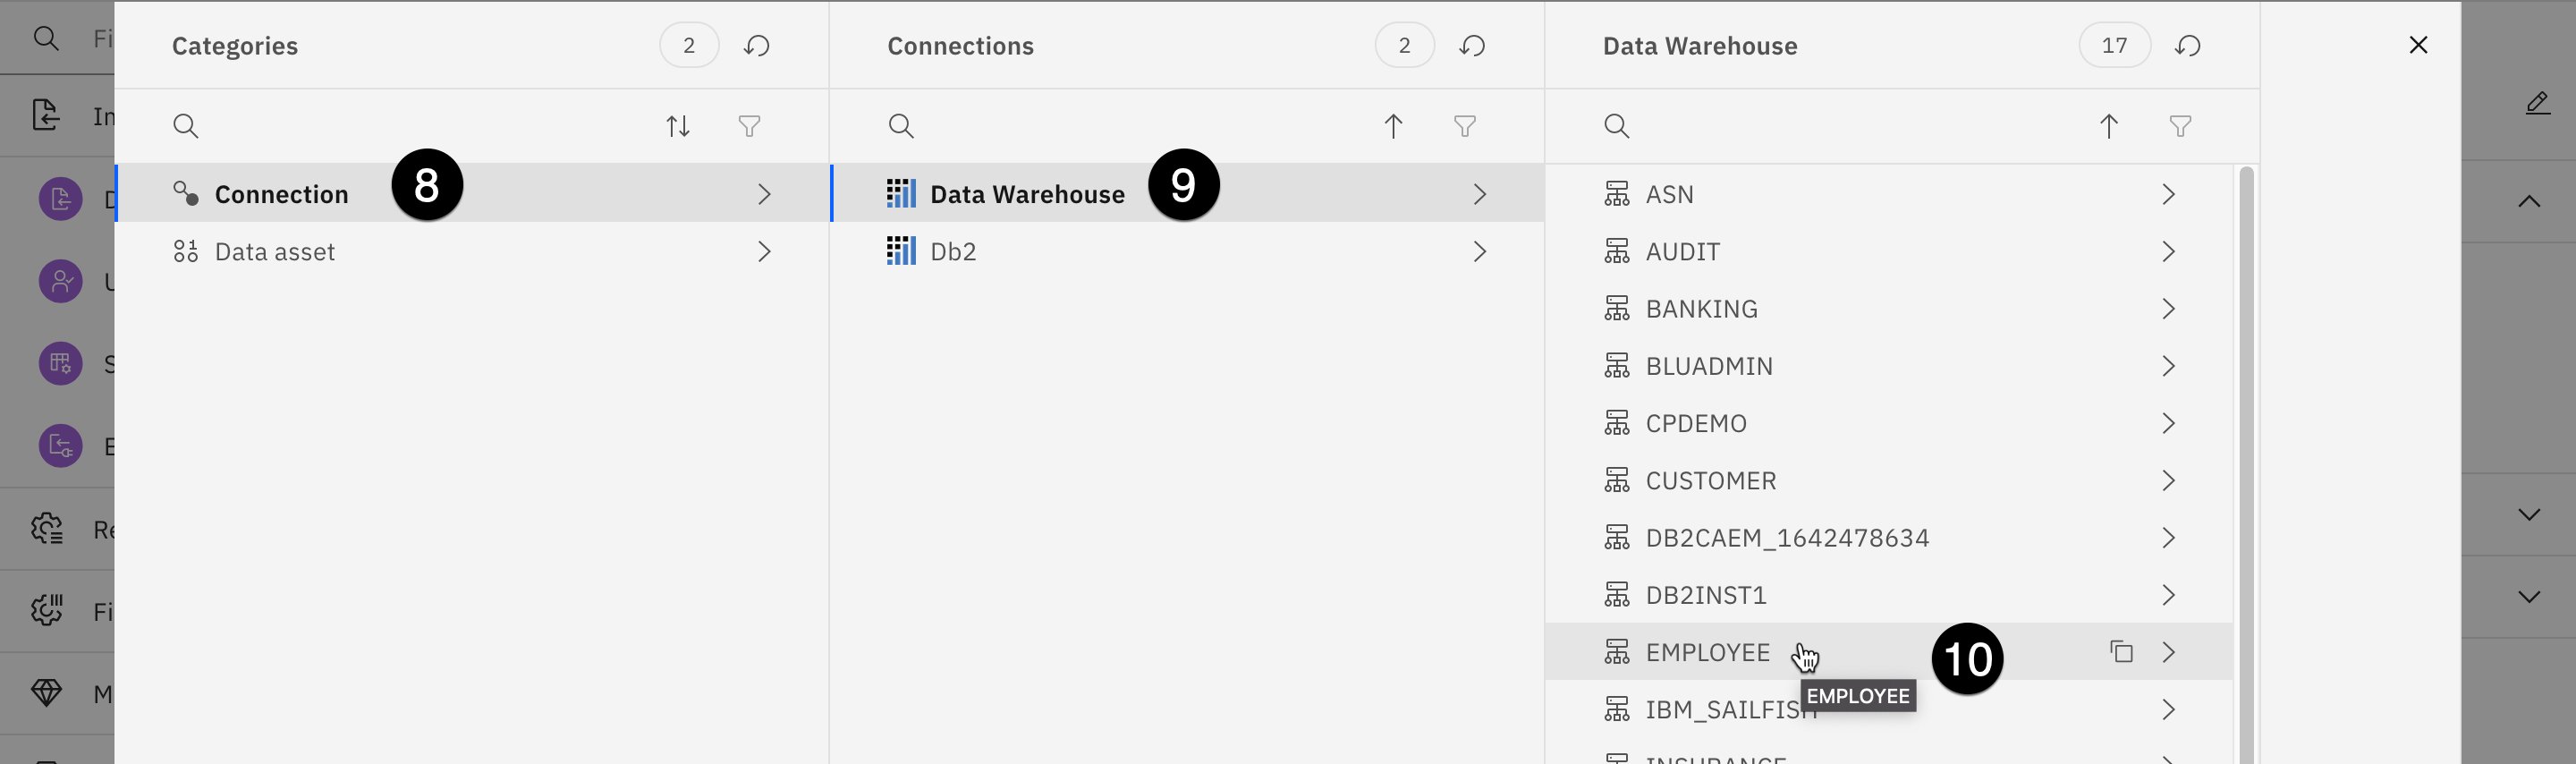 Categories 2
Connections 2
Data Warehouse 17
Connection 8
Data asset
Data Warehouse 9
Db2
ASN
AUDIT
BANKING
BLUADMIN
CPDEMO
CUSTOMER
DB2CAEM_1642478634
DB2INST1
EMPLOYEE 10
EMPLOYEE
IBM_SAILFISH
INSURANCE
Fi
In
D
U
S
E
Re
Fi
M